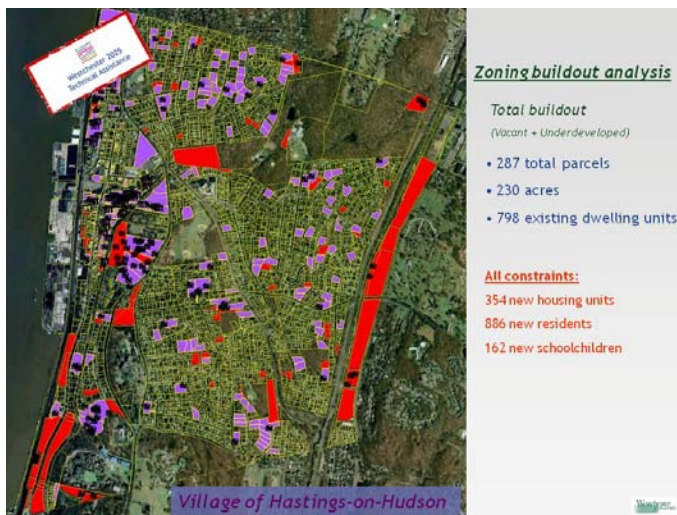 Westchester 2025
Technical Assistance
Zoning buildout analysis
Total buildout
(Vacant + Underdeveloped)
• 287 total parcels
• 230 acres
• 798 existing dwelling units
All constraints:
354 new housing units
886 new residents
162 new schoolchildren
Village of Hastings-on-Hudson
Westchester